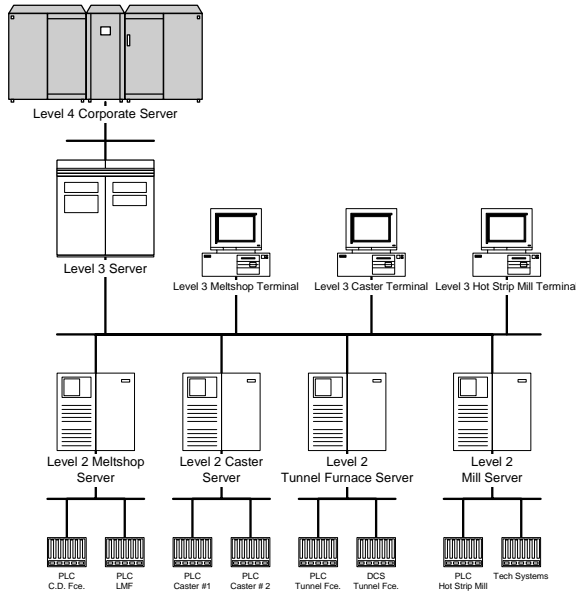 Level 4 Corporate Server
Level 3 Server
Level 3 Meltshop Terminal
Level 3 Caster Terminal
Level 3 Hot Strip Mill Terminal
Level 2 Meltshop
Server
Level 2 Caster
Server
Level 2
Tunnel Furnace Server
Level 2
Mill Server
PLC
C.D. Fce.
PLC
LMF
PLC
Caster #1
PLC
Caster # 2
PLC
Tunnel Fce.
DCS
Tunnel Fce.
PLC
Hot Strip Mill
Tech Systems